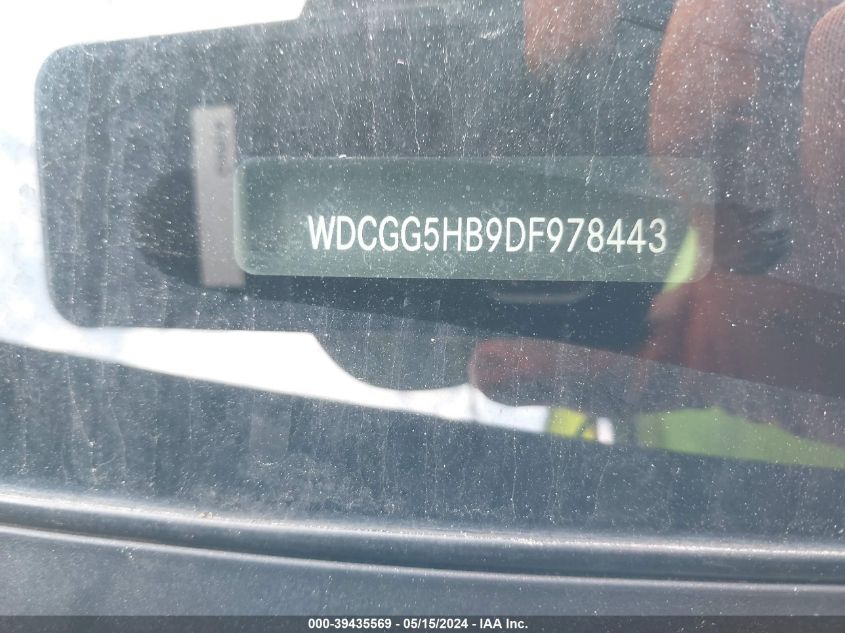 WDCGG5HB9DF978443
000-39435569 - 05/15/2024 - IAA Inc.